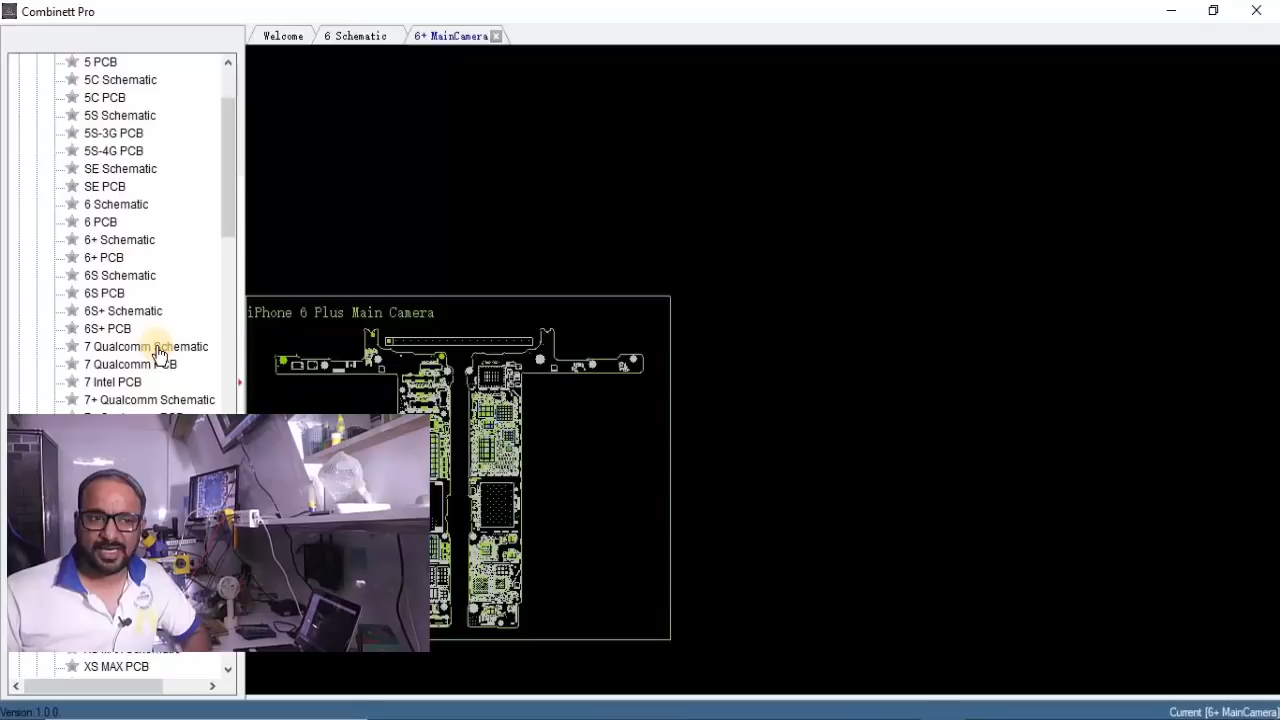 Combinett Pro
Welcome
6 Schematic
6+ MainCamera
5 PCB
5C Schematic
5C PCB
5S Schematic
5S-3G PCB
5S-4G PCB
SE Schematic
SE PCB
6 Schematic
6 PCB
6+ Schematic
6+ PCB
6S Schematic
6S PCB
6S+ Schematic
6S+ PCB
7 Qualcomm Schematic
7 Qualcomm PCB
7 Intel PCB
7+ Qualcomm Schematic
XS MAX PCB
iPhone 6 Plus Main Camera
Version 1.0.0.
Current [6+ MainCamera]